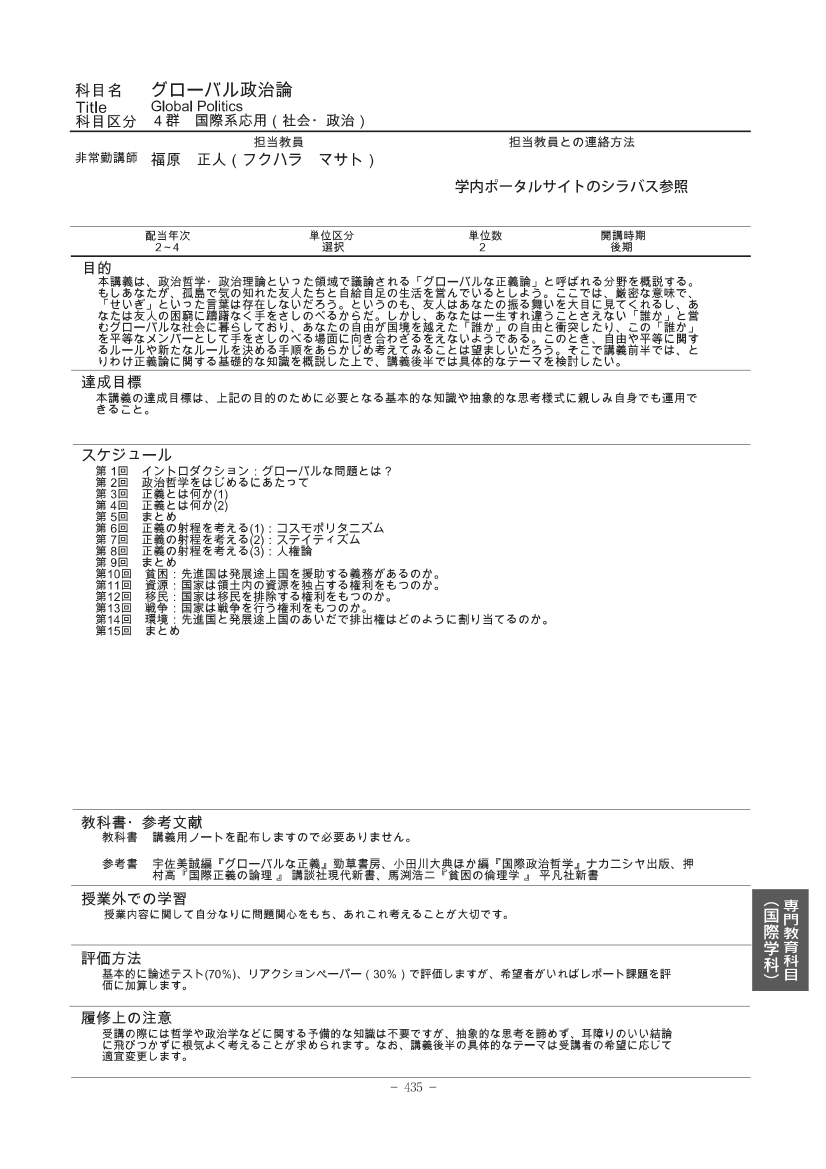 科目名　グローバル政治論
Title　Global Politics
科目区分　４群　国際系応用（社会・政治）
担当教員　担当教員との連絡方法
非常勤講師　福原　正人（フクハラ　マサト）
学内ポータルサイトのシラバス参照
配当年次　単位区分　単位数　開講時期
2～4　選択　2　後期
目的
本講義は、政治哲学・政治理論といった領域で議論される「グローバルな正義論」と呼ばれる分野を概説する。
もしあなたが、孤島で気の知れた友人たちと自給自足の生活を営んでいるとしよう。ここでは、厳密な意味で、
「せいぎ」といった言葉は存在しないだろう。というのも、友人はあなたの振る舞いを大目に見てくれるし、あ
なたは友人の困窮に躊躇なく手をさしのべるからだ。しかし、あなたは一生すれ違うことさえない「誰か」と営
むグローバルな社会に暮らしており、あなたの自由が国境を越えた「誰か」の自由と衝突したり、この「誰か」
を平等なメンバーとして手をさしのべる場面に向き合わざるをえないようである。このとき、自由や平等に関す
るルールや新たなルールを決める手順をあらかじめ考えてみることは望ましいだろう。そこで講義前半では、と
りわけ正義論に関する基礎的な知識を概説した上で、講義後半では具体的なテーマを検討したい。
達成目標
本講義の達成目標は、上記の目的のために必要となる基本的な知識や抽象的な思考様式に親しみ自身でも運用で
きること。
スケジュール
第 1回　イントロダクション：グローバルな問題とは？
第 2回　政治哲学をはじめるにあたって
第 3回　正義とは何か(1)
第 4回　正義とは何か(2)
第 5回　まとめ
第 6回　正義の射程を考える(1)：コスモポリタニズム
第 7回　正義の射程を考える(2)：ステイティズム
第 8回　正義の射程を考える(3)：人権論
第 9回　まとめ
第10回　貧困：先進国は発展途上国を援助する義務があるのか。
第11回　資源：国家は領土内の資源を独占する権利をもつのか。
第12回　移民：国家は移民を排除する権利をもつのか。
第13回　戦争：国家は戦争を行う権利をもつのか。
第14回　環境：先進国と発展途上国のあいだで排出権はどのように割り当てるのか。
第15回　まとめ
教科書・参考文献
教科書　講義用ノートを配布しますので必要ありません。
参考書　宇佐美誠編『グローバルな正義』勁草書房、小田川大典ほか編『国際政治哲学』ナカニシヤ出版、押
村高『国際正義の論理 』 講談社現代新書、馬渕浩二『貧困の倫理学 』 平凡社新書
授業外での学習
授業内容に関して自分なりに問題関心をもち、あれこれ考えることが大切です。
評価方法
基本的に論述テスト(70%)、リアクションペーパー（30%）で評価しますが、希望者がいればレポート課題を評
価に加算します。
履修上の注意
受講の際には哲学や政治学などに関する予備的な知識は不要ですが、抽象的な思考を諦めず、耳障りのいい結論
に飛びつかずに根気よく考えることが求められます。なお、講義後半の具体的なテーマは受講者の希望に応じて
適宜変更します。
専門教育科目
（国際学科）
－ 435 －